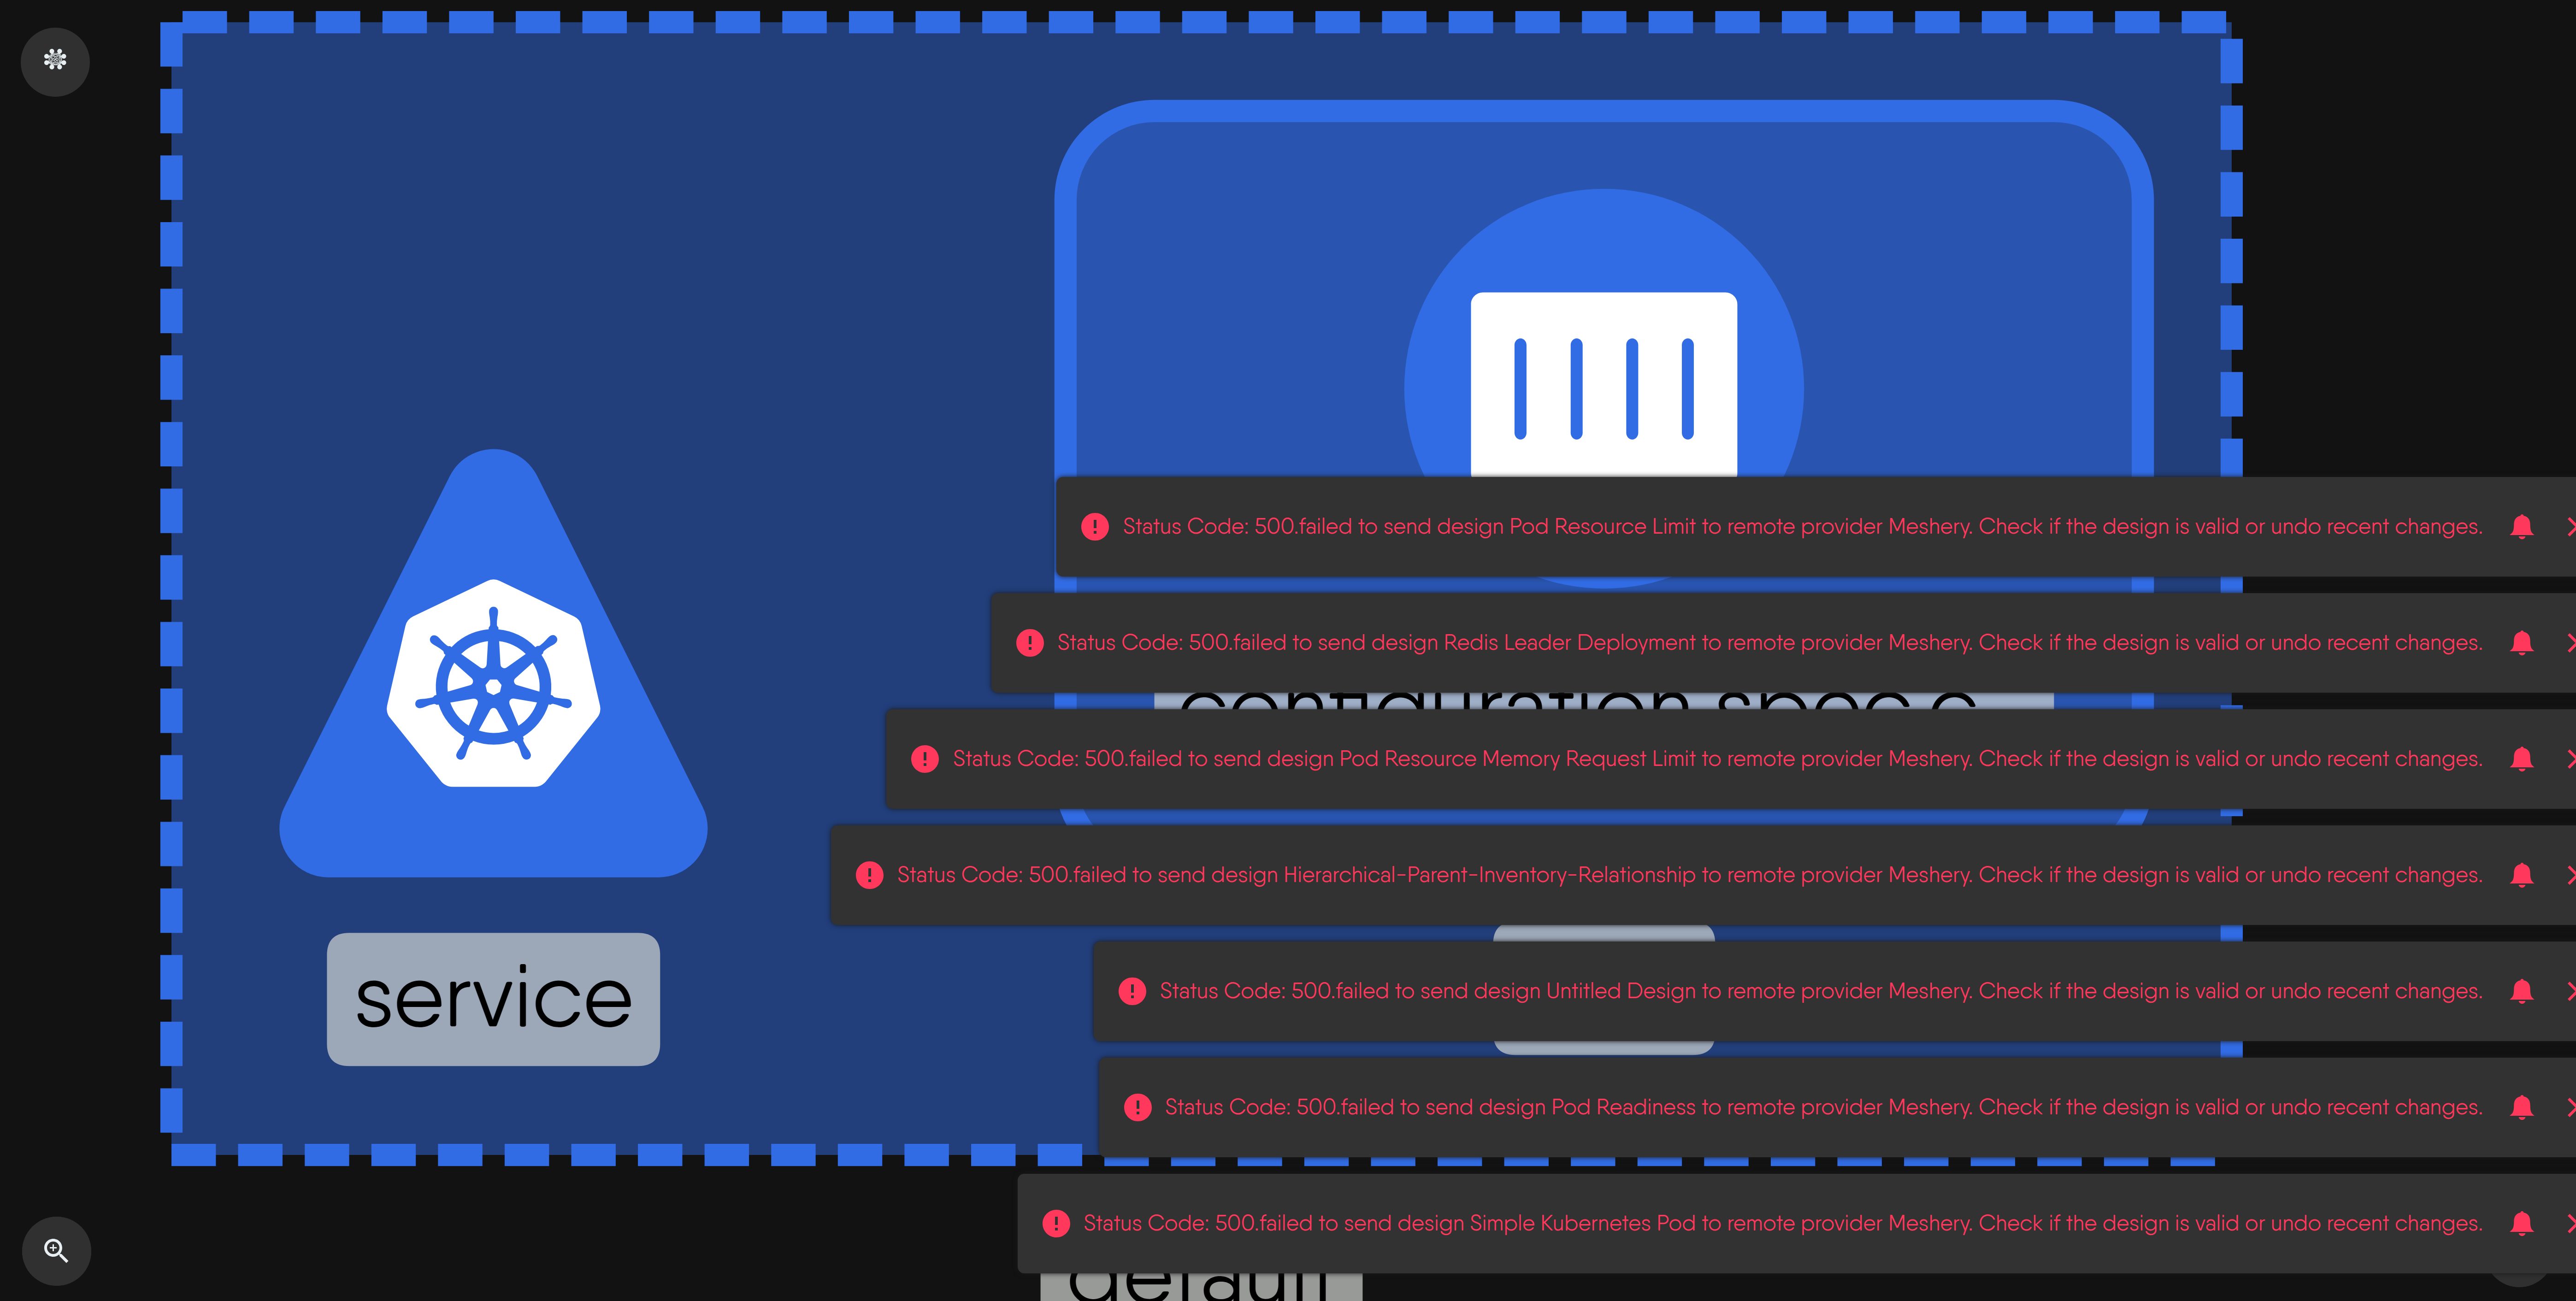 Status Code: 500.failed to send design Pod Resource Limit to remote provider Meshery. Check if the design is valid or undo recent changes.
Status Code: 500.failed to send design Redis Leader Deployment to remote provider Meshery. Check if the design is valid or undo recent changes.
Status Code: 500.failed to send design Pod Resource Memory Request Limit to remote provider Meshery. Check if the design is valid or undo recent changes.
Status Code: 500.failed to send design Hierarchical-Parent-Inventory-Relationship to remote provider Meshery. Check if the design is valid or undo recent changes.
service
Status Code: 500.failed to send design Untitled Design to remote provider Meshery. Check if the design is valid or undo recent changes.
Status Code: 500.failed to send design Pod Readiness to remote provider Meshery. Check if the design is valid or undo recent changes.
Status Code: 500.failed to send design Simple Kubernetes Pod to remote provider Meshery. Check if the design is valid or undo recent changes.
default